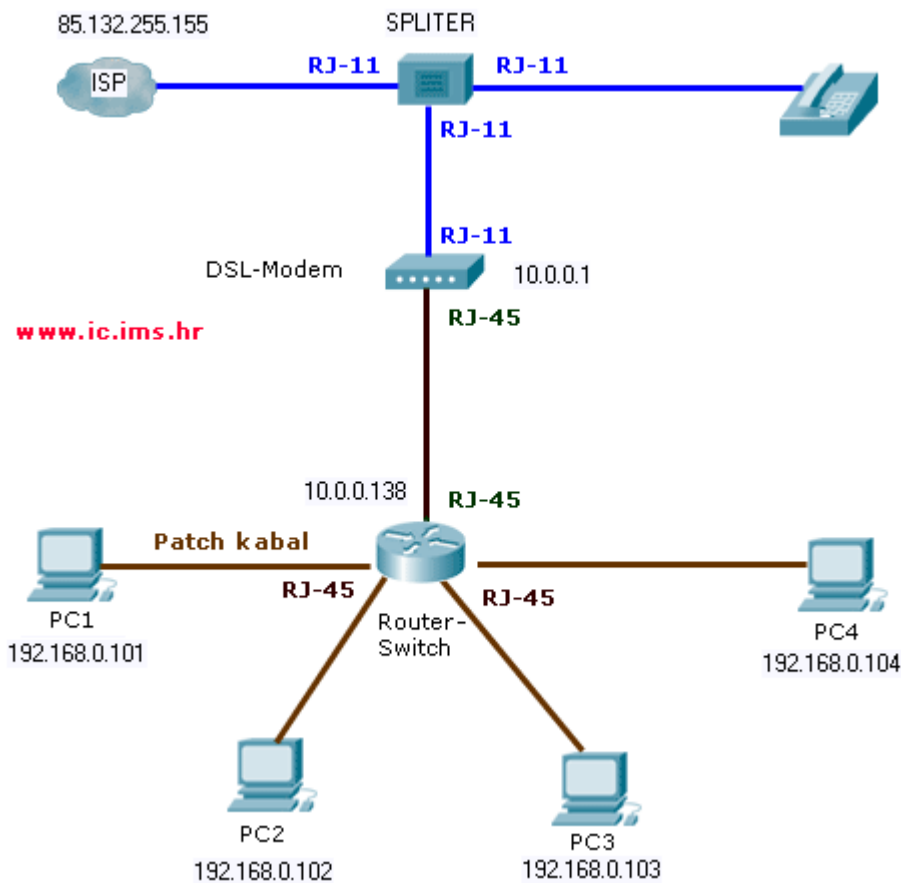 85.132.255.155
SPLITER
RJ-11
RJ-11
ISP
RJ-11
RJ-11
DSL-Modem
10.0.0.1
RJ-45
www.ic.ims.hr
10.0.0.138
RJ-45
Patch kabal
RJ-45
RJ-45
PC1
192.168.0.101
Router-
Switch
PC4
192.168.0.104
PC2
192.168.0.102
PC3
192.168.0.103